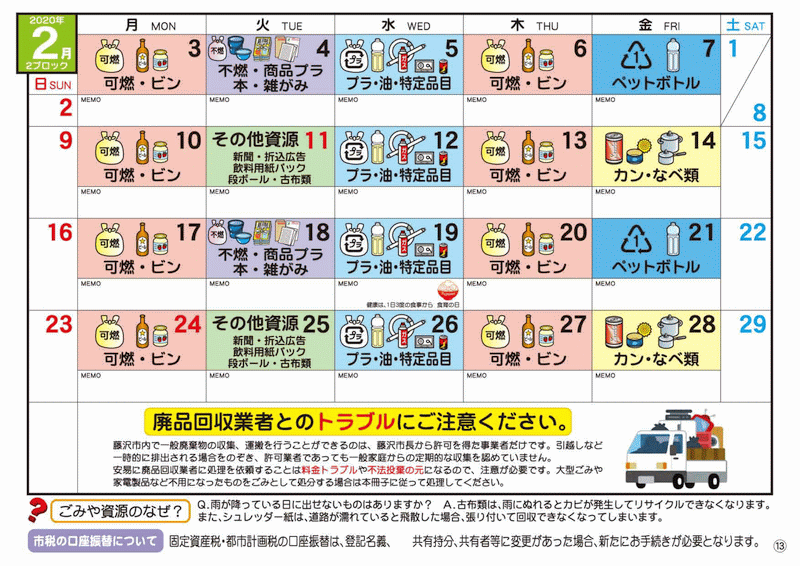 2020年
2月
2ブロック
月 MON
火 TUE
水 WED
木 THU
金 FRI
土 SAT
日 SUN
可燃
3
可燃・ビン
MEMO
不燃
4
不燃・商品プラ
本・雑がみ
MEMO
プラ
5
プラ・油・特定品目
MEMO
可燃
6
可燃・ビン
MEMO
1
7
ペットボトル
MEMO
1
2
8
9
可燃
10
可燃・ビン
MEMO
その他資源 11
新聞・折込広告
飲料用紙パック
段ボール・古布類
MEMO
プラ
12
プラ・油・特定品目
MEMO
可燃
13
可燃・ビン
MEMO
14
カン・なべ類
MEMO
15
16
可燃
17
可燃・ビン
MEMO
不燃
18
不燃・商品プラ
本・雑がみ
MEMO
プラ
19
プラ・油・特定品目
MEMO
健康は、1日3度の食事から 食育の日
可燃
20
可燃・ビン
MEMO
1
21
ペットボトル
MEMO
22
23
可燃
24
可燃・ビン
MEMO
その他資源 25
新聞・折込広告
飲料用紙パック
段ボール・古布類
MEMO
プラ
26
プラ・油・特定品目
MEMO
可燃
27
可燃・ビン
MEMO
28
カン・なべ類
MEMO
29
廃品回収業者とのトラブルにご注意ください。
藤沢市内で一般廃棄物の収集、運搬を行うことができるのは、藤沢市長から許可を得た事業者だけです。引越しなど
一時的に排出される場合をのぞき、許可業者であっても一般家庭からの定期的な収集を認めていません。
安易に廃品回収業者に処理を依頼することは料金トラブルや不法投棄の元になるので、注意が必要です。大型ごみや
家電製品など不用になったものをごみとして処分する場合は本冊子に従って処理してください。
? ごみや資源のなぜ?
Q.雨が降っている日に出せないものはありますか? A.古布類は、雨にぬれるとカビが発生してリサイクルできなくなります。
また、シュレッダー紙は、道路が濡れていると飛散した場合、張り付いて回収できなくなってしまいます。
市税の口座振替について
固定資産税・都市計画税の口座振替は、登記名義、 共有持分、共有者等に変更があった場合、新たにお手続きが必要となります。
⑬